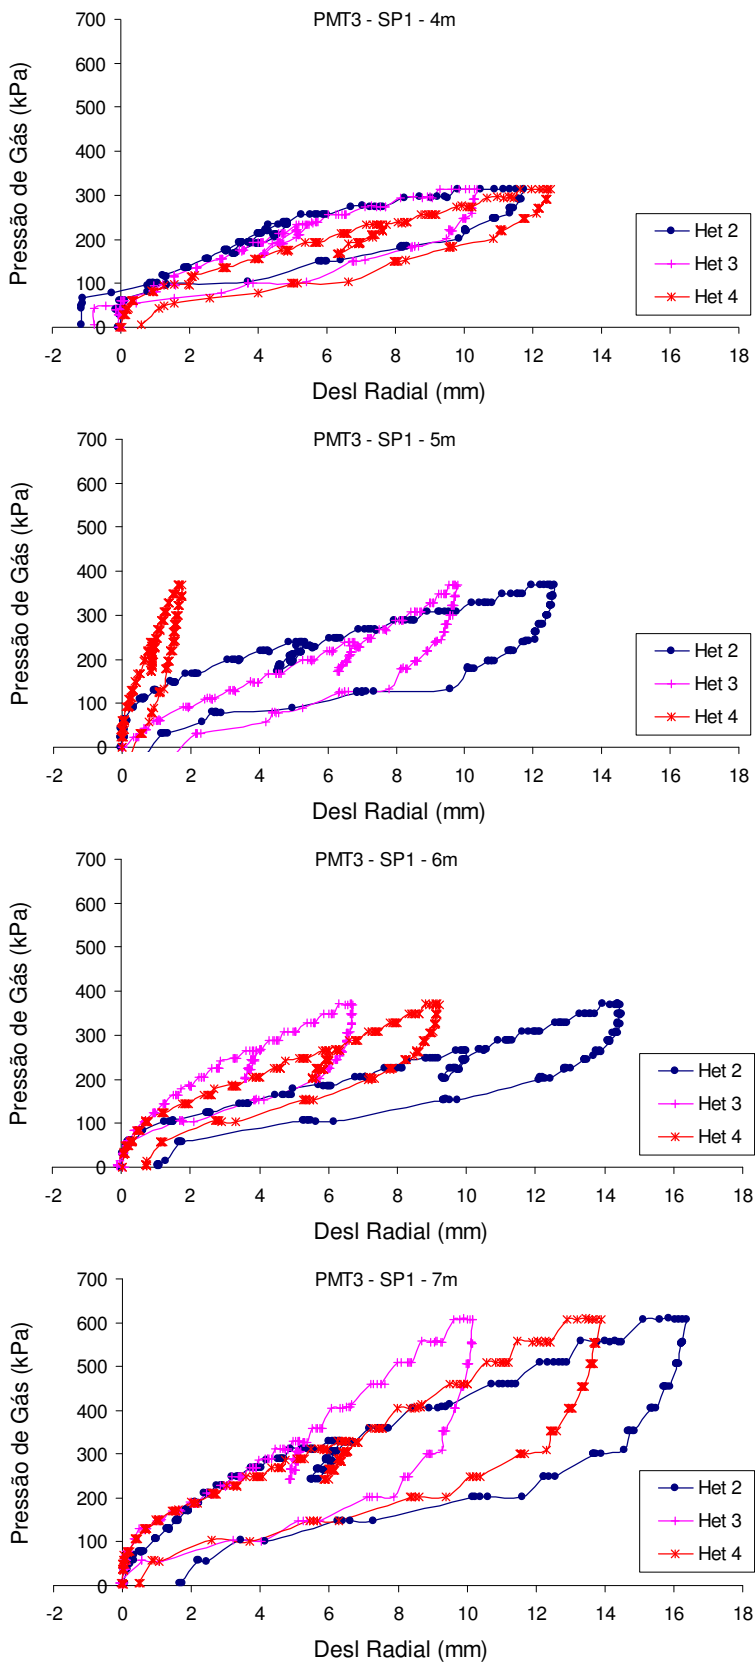 PMT3 - SP1 - 4m
Pressão de Gás (kPa)
700
600
500
400
300
200
100
0
-2 0 2 4 6 8 10 12 14 16 18
Desl Radial (mm)
Het 2
Het 3
Het 4
PMT3 - SP1 - 5m
Pressão de Gás (kPa)
700
600
500
400
300
200
100
0
-2 0 2 4 6 8 10 12 14 16 18
Desl Radial (mm)
Het 2
Het 3
Het 4
PMT3 - SP1 - 6m
Pressão de Gás (kPa)
700
600
500
400
300
200
100
0
-2 0 2 4 6 8 10 12 14 16 18
Desl Radial (mm)
Het 2
Het 3
Het 4
PMT3 - SP1 - 7m
Pressão de Gás (kPa)
700
600
500
400
300
200
100
0
-2 0 2 4 6 8 10 12 14 16 18
Desl Radial (mm)
Het 2
Het 3
Het 4